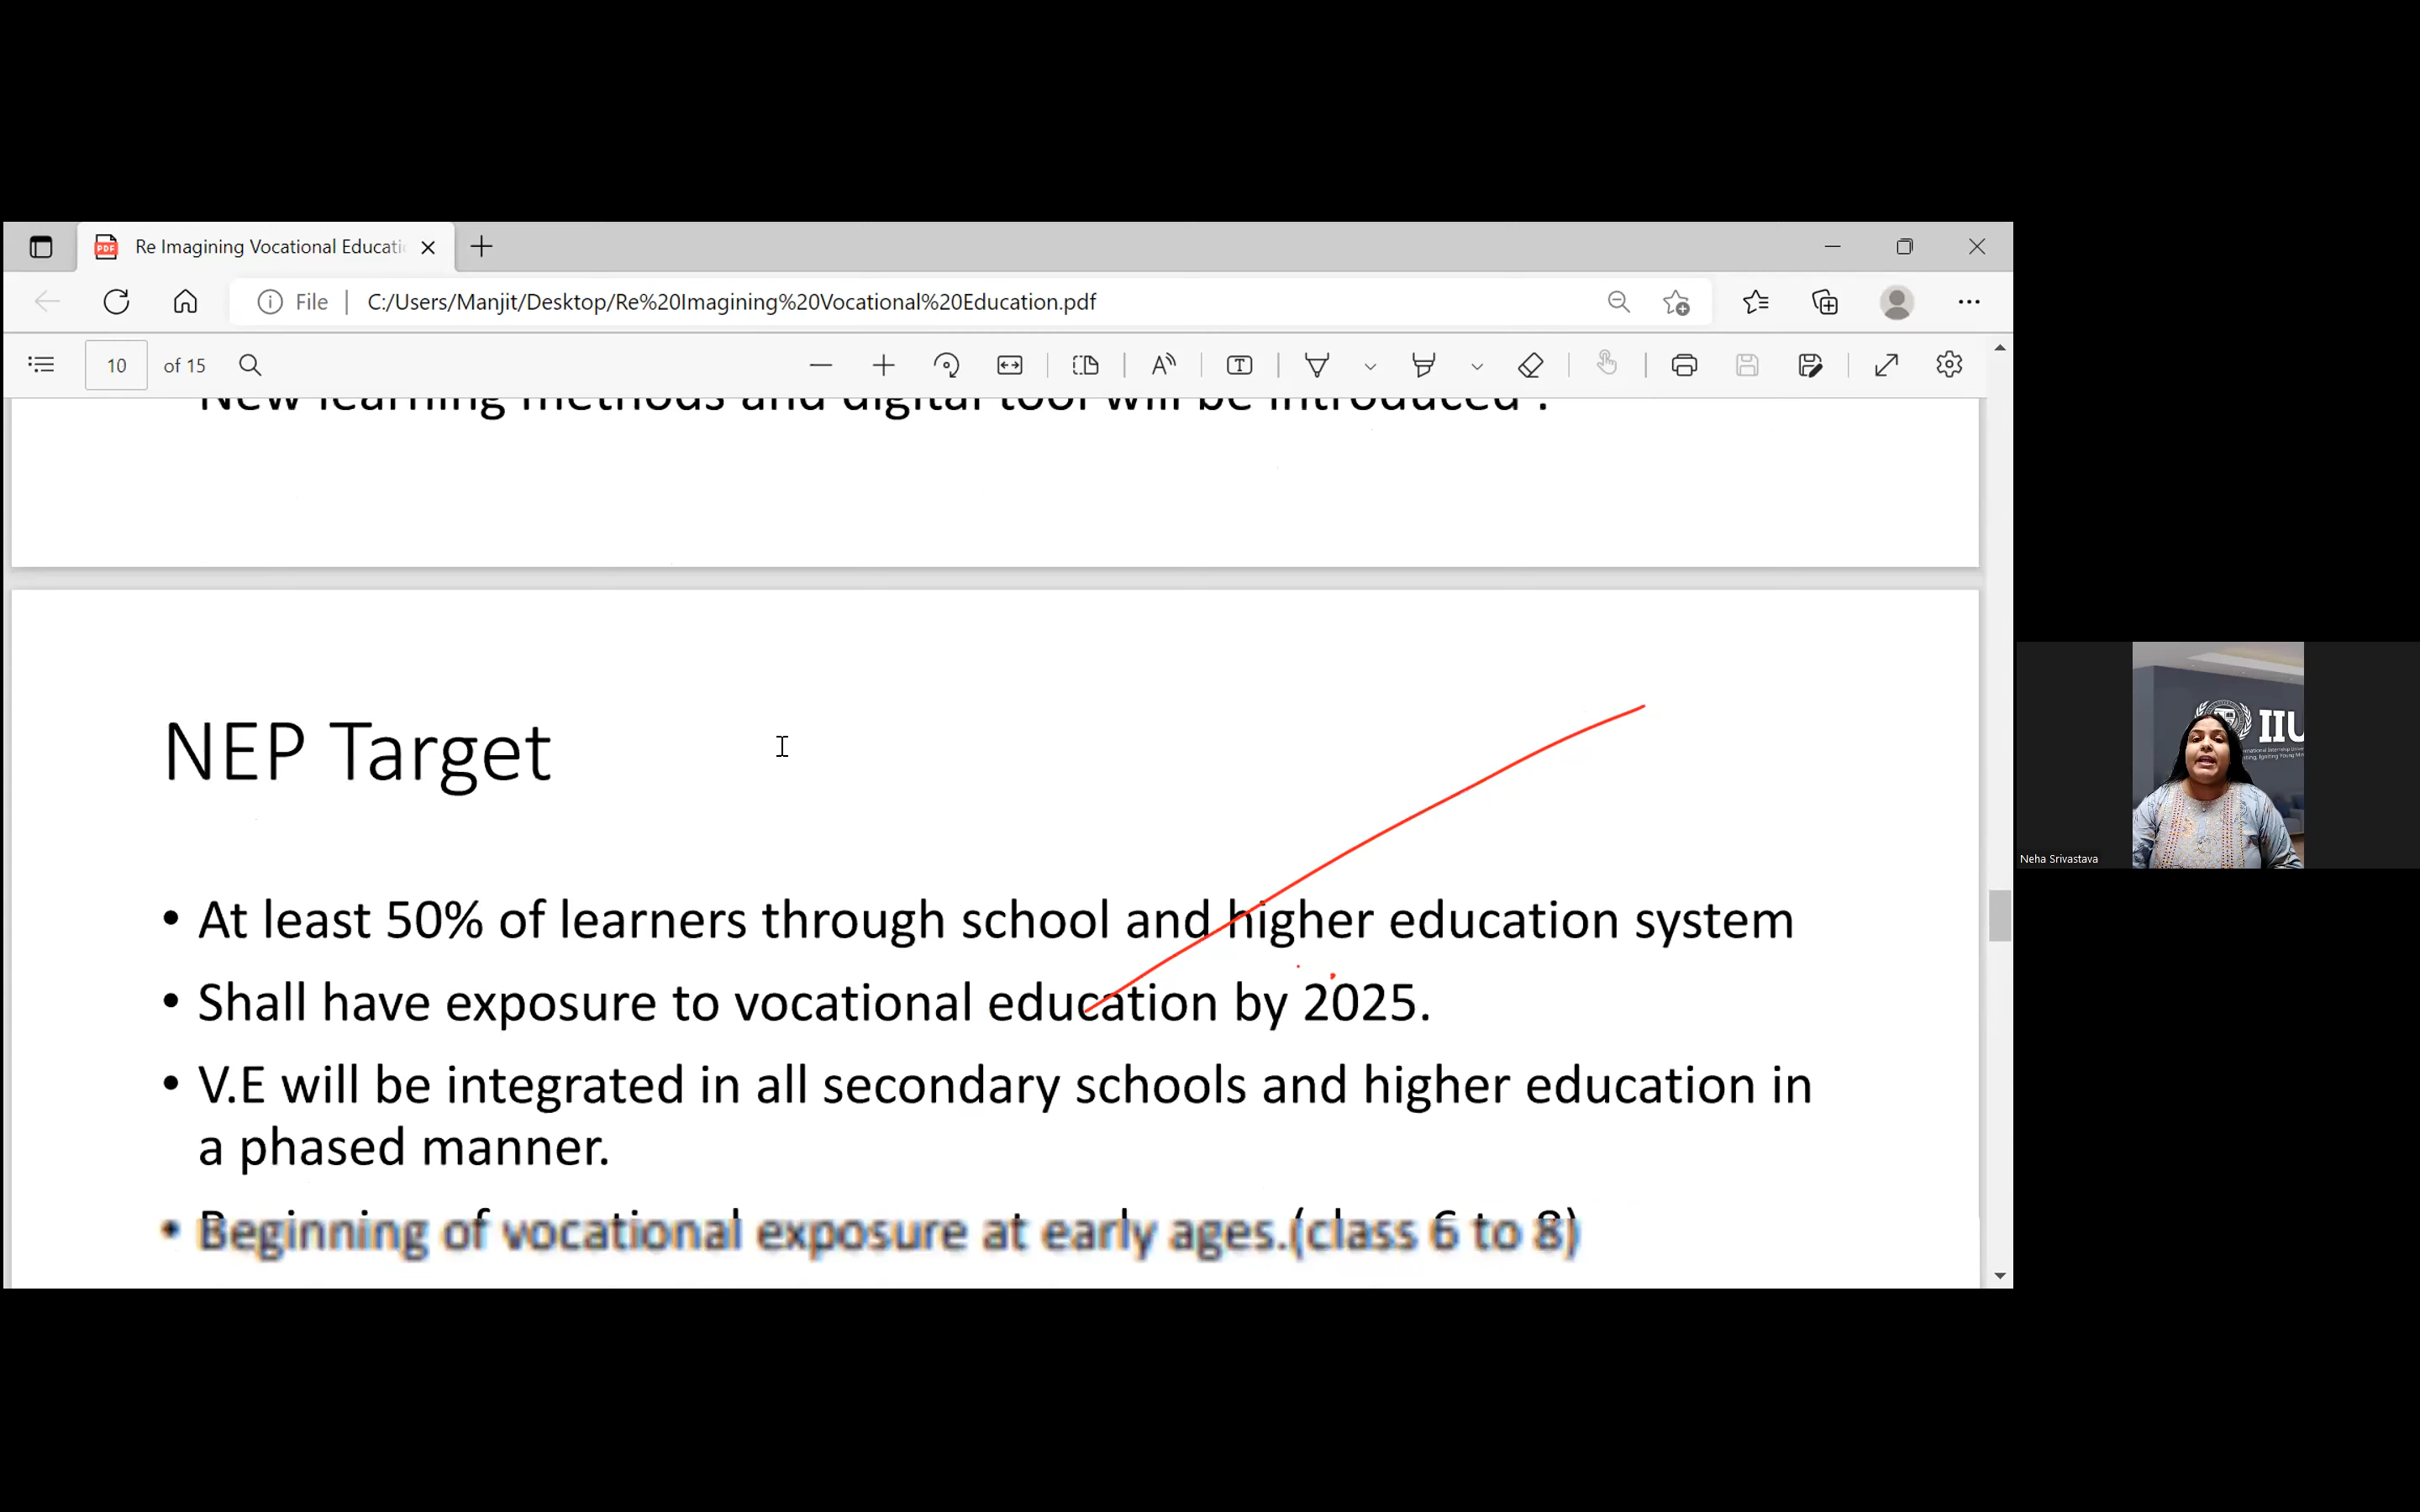 Re Imagining Vocational Educati
File
C:/Users/Manjit/Desktop/Re%20Imagining%20Vocational%20Education.pdf
10 of 15
New learning methods and digital tool will be introduced .
NEP Target
• At least 50% of learners through school and higher education system
• Shall have exposure to vocational education by 2025.
• V.E will be integrated in all secondary schools and higher education in
a phased manner.
• Beginning of vocational exposure at early ages.(class 6 to 8)
IIU
Neha Srivastava